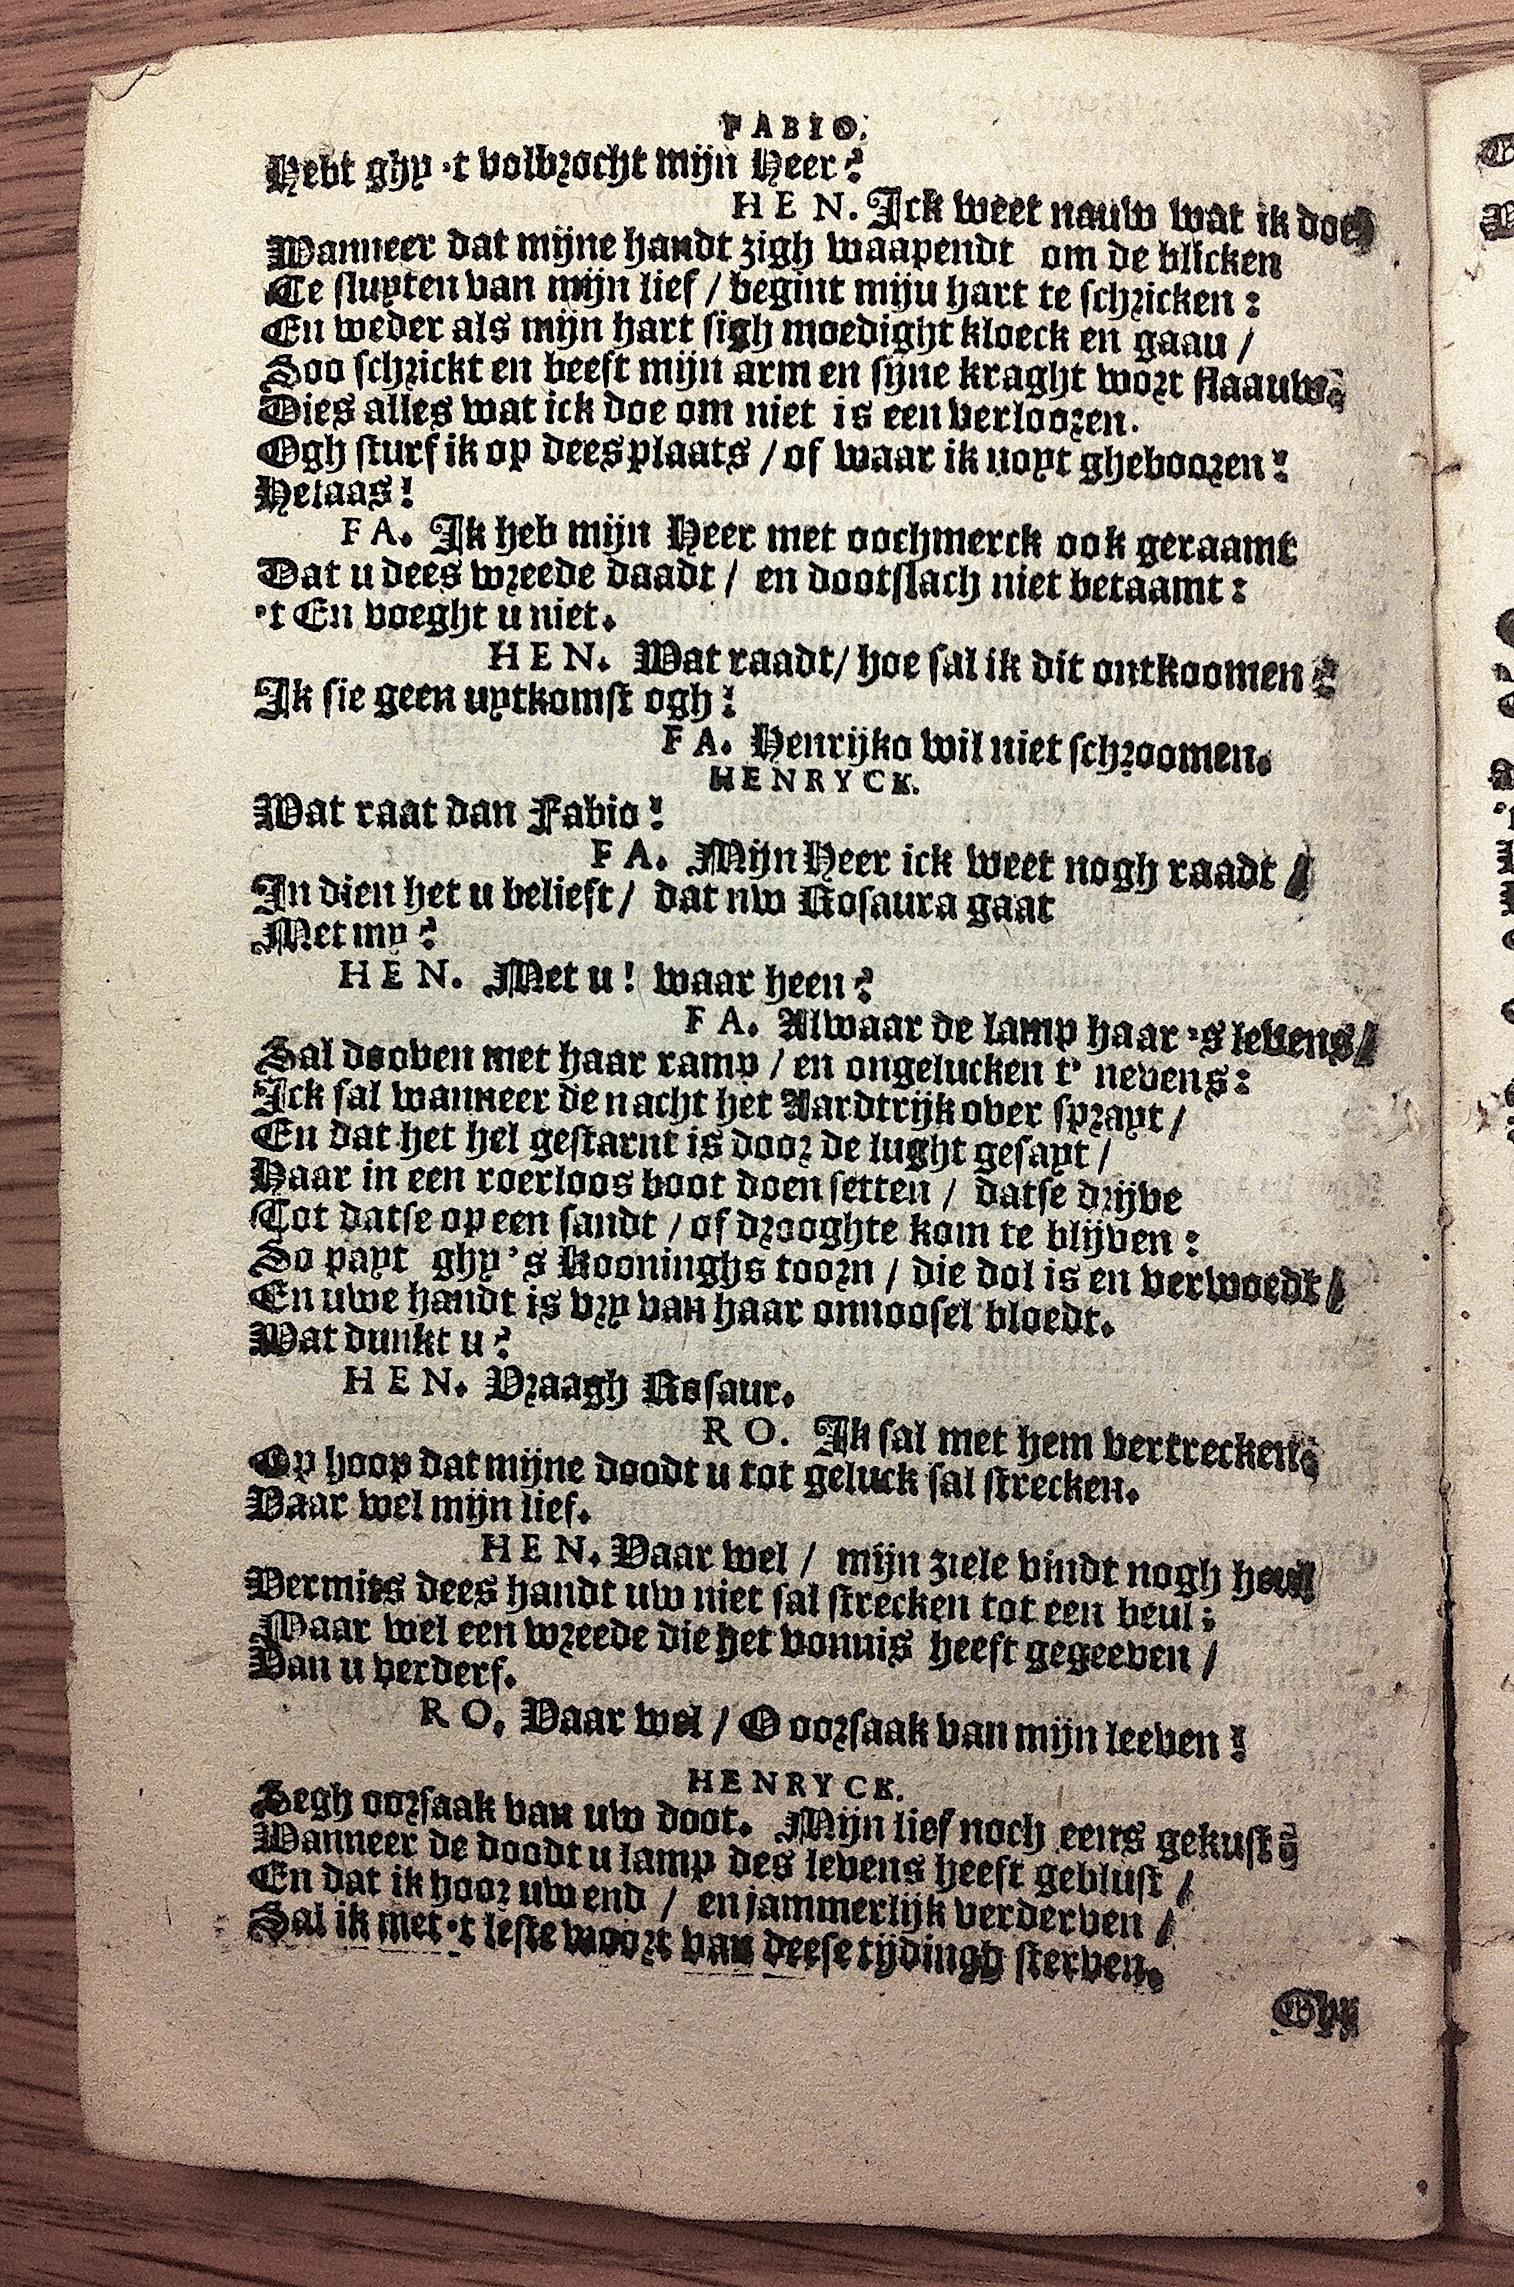 FABIO.
Hebt ghy 't volbrocht mijn Heer?
HEN. Ick weet nauw wat ik doe
Wanneer dat mijne handt zigh waapendt om de blicken
Te sluyten van mijn lief / begint mijn hart te schricken:
En weder als mijn hart sigh moedight kloeck en gaau /
Soo schrickt en beeft mijn arm en sijne kraght wort flaauw.
Dies alles wat ick doe om niet is een verloozen.
Ogh sturf ik op dees plaats / of waar ik noyt ghebooren!
Helaas!
FA. Ik heb mijn Heer met oochmerck ook geraamt
Dat u dees wreede daadt / en dootslach niet betaamt:
't En voeght u niet.
HEN. Wat raadt / hoe sal ik dit ontkoomen?
Ik sie geen uytkomst ogh!
FA. Henrijko wil niet schroomen.
HENRYCK.
Wat raat dan Fabio!
FA. Mijn Heer ick weet nogh raadt /
In dien het u belieft / dat nw Rosaura gaat
Met my?
HEN. Met u! waar heen?
FA. Alwaar de lamp haar 's levens /
Sal dooven met haar ramp / en ongelucken t' nevens:
Ick sal wanneer de nacht het Aardtrijk over sprayt /
En dat het hel gestarnt is door de lught gesayt /
Haar in een roerloos boot doen setten / datse drijve
Tot datse op een sandt / of drooghte kom te blijven:
So payt ghy 's Kooninghs toorn / die dol is en verwoedt /
En uwe handt is vry van haar onnoosel bloedt.
Wat dunkt u?
HEN. Vraagh Rosaur.
RO. Ik sal met hem vertrecken
Op hoop dat mijne doodt u tot geluck sal strecken.
Vaar wel mijn lief.
HEN. Vaar wel / mijn ziele vindt nogh heul
Vermits dees handt uw niet sal strecken tot een beul:
Maar wel een wreede die het vonnis heeft gegeeven /
Van u verderf.
RO. Vaar wel / O oorsaak van mijn leeven!
HENRYCK.
Segh oorsaak van uw doot. Mijn lief noch eens gekust
Wanneer de doodt u lamp des levens heeft geblust /
En dat ik hoor uw end / en jammerlijk verderven /
Sal ik met 't leste woort van deese tijdingh sterven.
Ghy